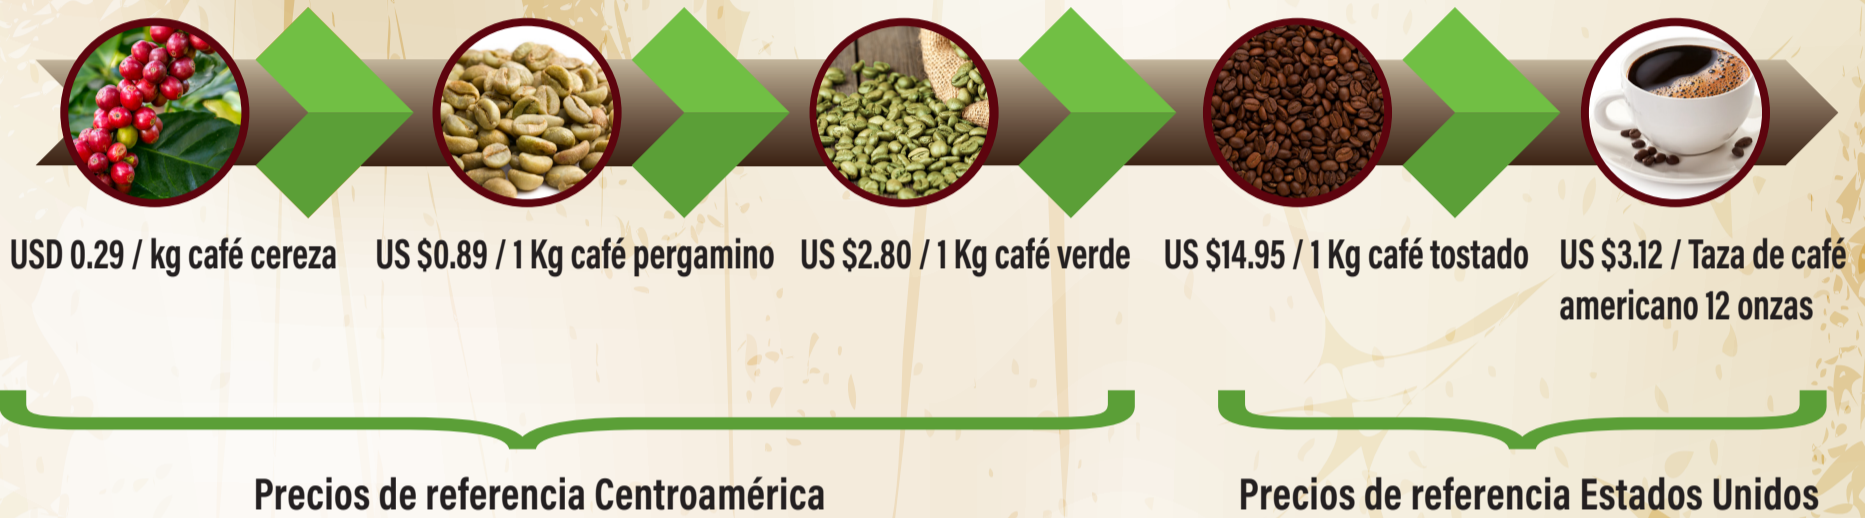 USD 0.29 / kg café cereza
US $0.89 / 1 Kg café pergamino
US $2.80 / 1 Kg café verde
US $14.95 / 1 Kg café tostado
US $3.12 / Taza de café
americano 12 onzas
Precios de referencia Centroamérica
Precios de referencia Estados Unidos